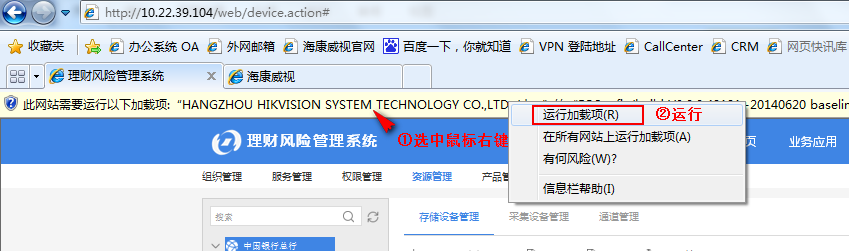 http://10.22.39.104/web/device.action#
收藏夹 办公系统 OA 外网邮箱 海康威视官网 百度一下，你就知道 VPN 登陆地址 CallCenter CRM 网页快讯库
理财风险管理系统 海康威视
此网站需要运行以下加载项:“HANGZHOU HIKVISION SYSTEM TECHNOLOGY CO.,LTD 20140620 baselin
运行加载项(R) ②运行
理财风险管理系统 ①选中鼠标右键 在所有网站上运行加载项(A) 页 业务应用
有何风险(W)?
组织管理 服务管理 权限管理 资源管理 产品管
信息栏帮助(I)
搜索 存储设备管理 采集设备管理 通道管理
中国银行总行